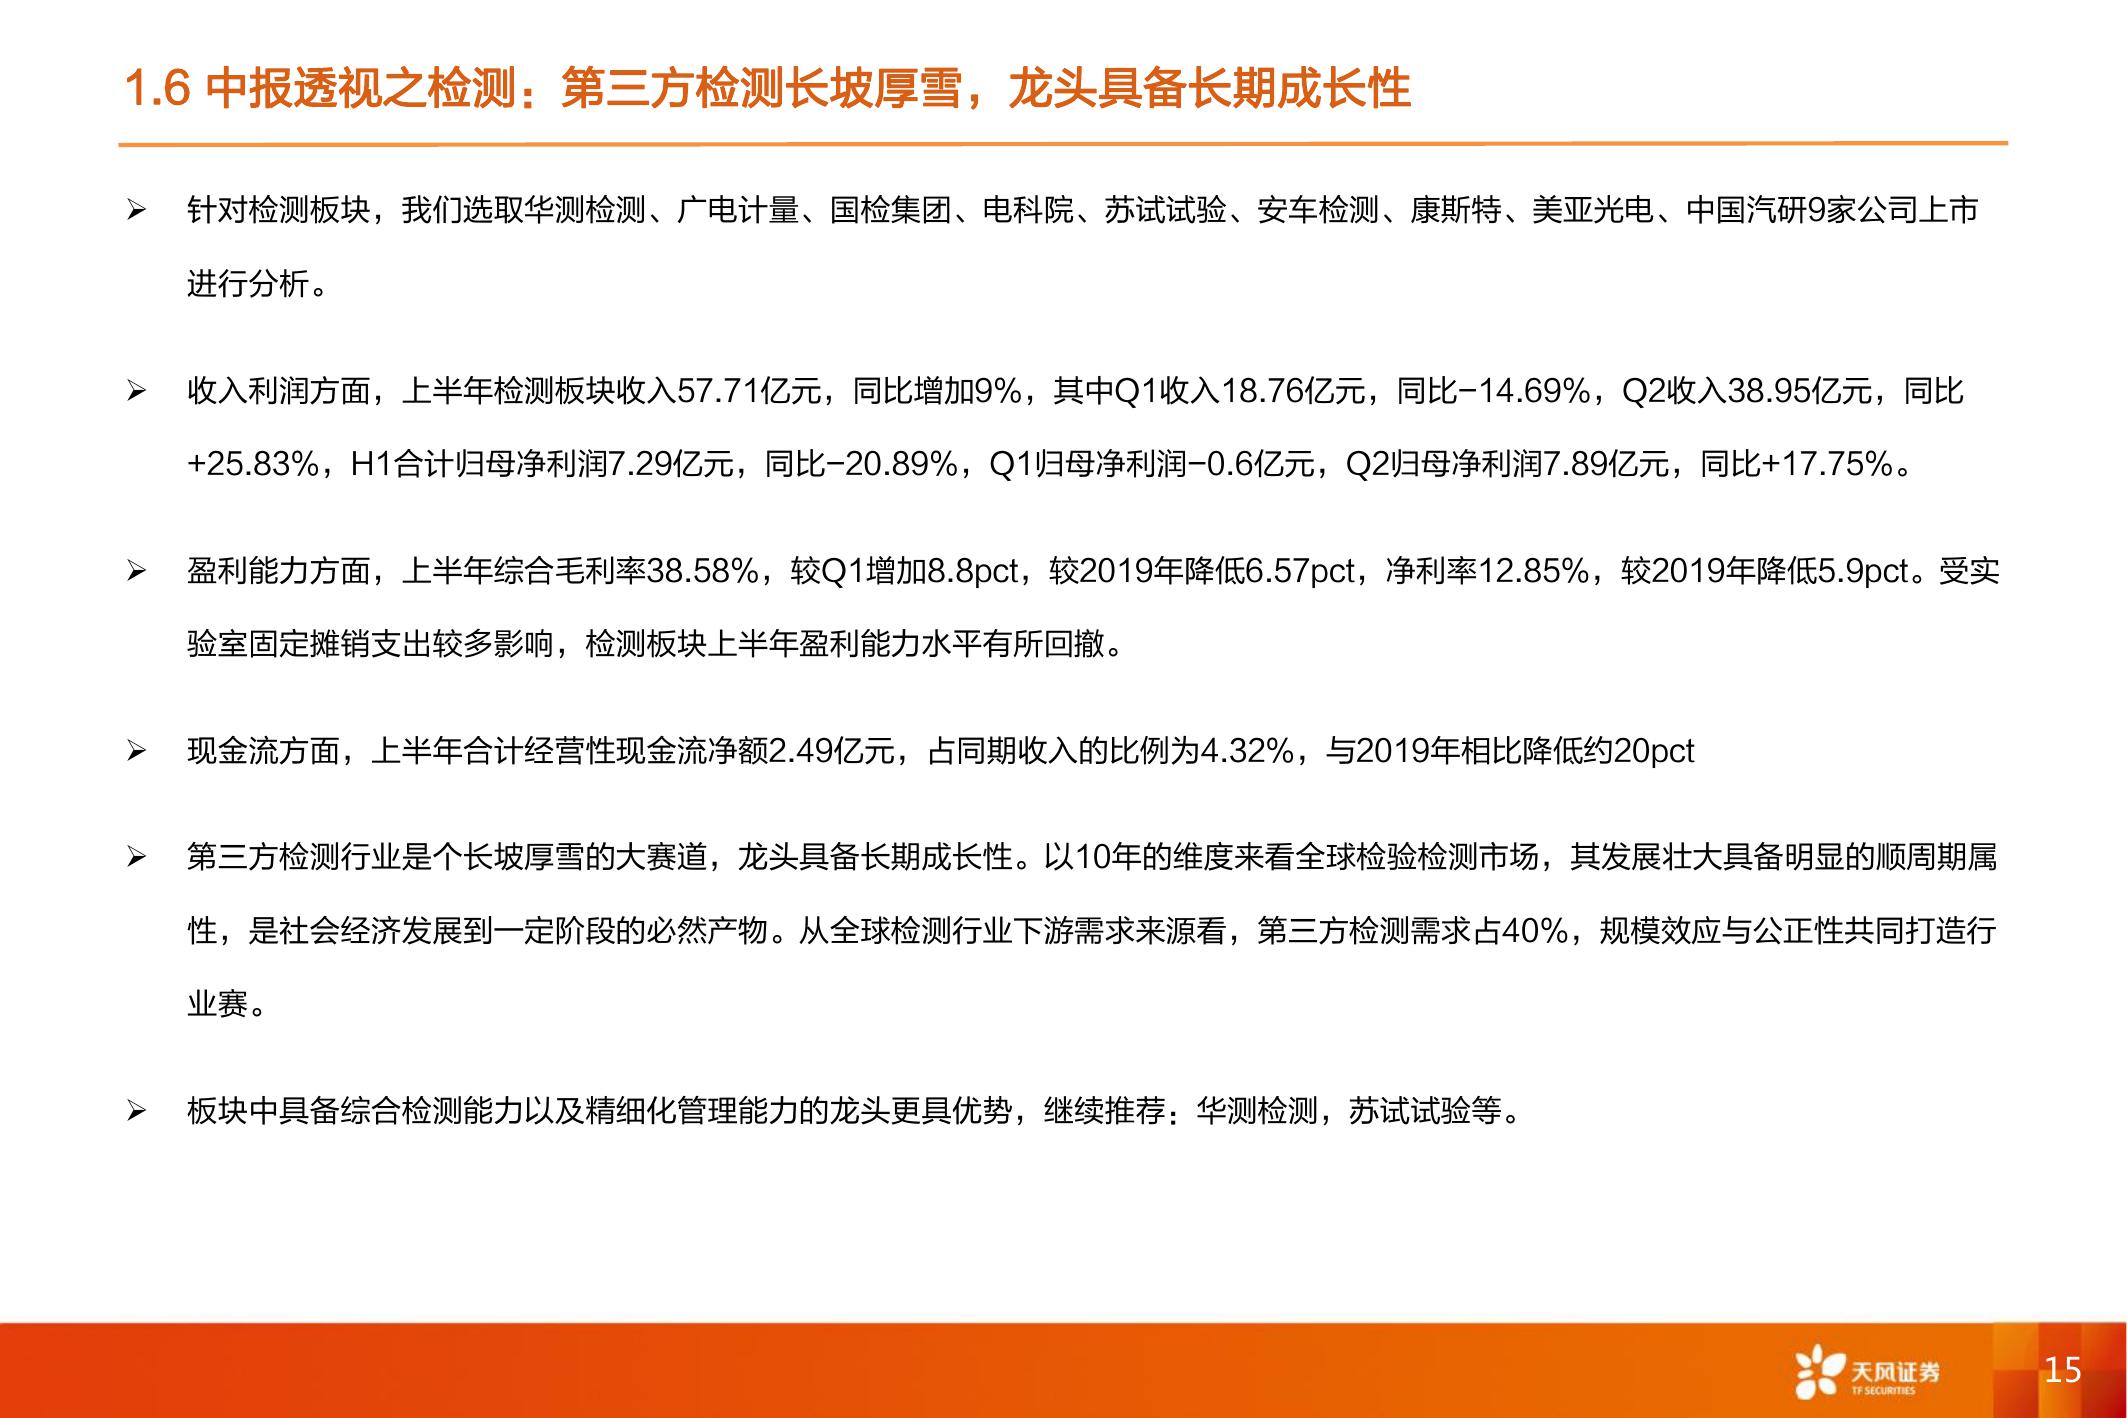 1.6 中报透视之检测：第三方检测长坡厚雪，龙头具备长期成长性
➢ 针对检测板块，我们选取华测检测、广电计量、国检集团、电科院、苏试试验、安车检测、康斯特、美亚光电、中国汽研9家公司上市
进行分析。
➢ 收入利润方面，上半年检测板块收入57.71亿元，同比增加9%，其中Q1收入18.76亿元，同比-14.69%，Q2收入38.95亿元，同比
+25.83%，H1合计归母净利润7.29亿元，同比-20.89%，Q1归母净利润-0.6亿元，Q2归母净利润7.89亿元，同比+17.75%。
➢ 盈利能力方面，上半年综合毛利率38.58%，较Q1增加8.8pct，较2019年降低6.57pct，净利率12.85%，较2019年降低5.9pct。受实
验室固定摊销支出较多影响，检测板块上半年盈利能力水平有所回撤。
➢ 现金流方面，上半年合计经营性现金流净额2.49亿元，占同期收入的比例为4.32%，与2019年相比降低约20pct
➢ 第三方检测行业是个长坡厚雪的大赛道，龙头具备长期成长性。以10年的维度来看全球检验检测市场，其发展壮大具备明显的顺周期属
性，是社会经济发展到一定阶段的必然产物。从全球检测行业下游需求来源看，第三方检测需求占40%，规模效应与公正性共同打造行
业赛。
➢ 板块中具备综合检测能力以及精细化管理能力的龙头更具优势，继续推荐：华测检测，苏试试验等。
天风证券
TF SECURITIES
15